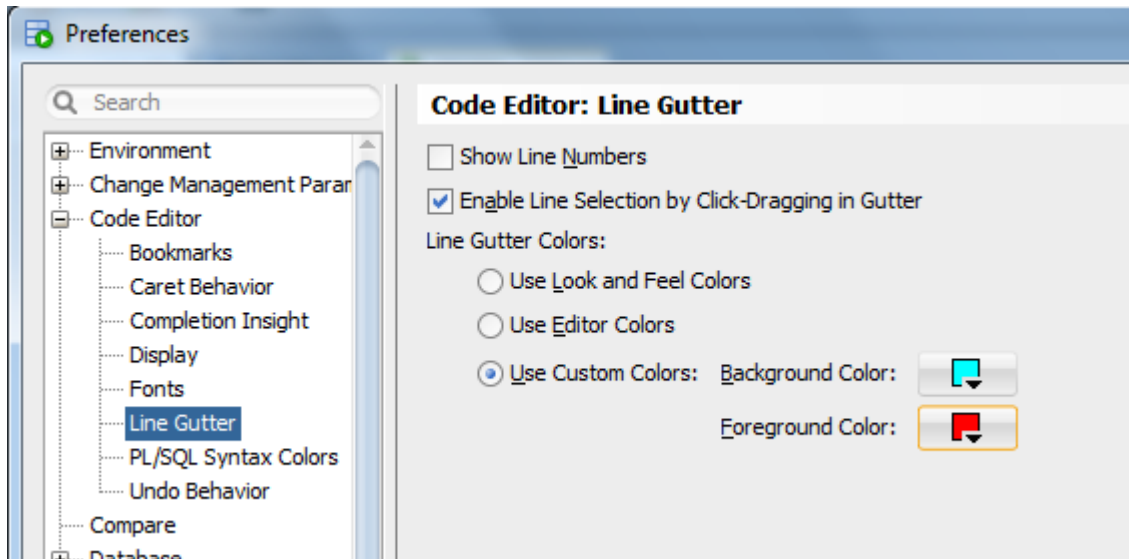 Preferences
Search
Environment
Change Management Param
Code Editor
Bookmarks
Caret Behavior
Completion Insight
Display
Fonts
Line Gutter
PL/SQL Syntax Colors
Undo Behavior
Compare
Database
Code Editor: Line Gutter
Show Line Numbers
Enable Line Selection by Click-Dragging in Gutter
Line Gutter Colors:
Use Look and Feel Colors
Use Editor Colors
Use Custom Colors: Background Color:
Foreground Color: